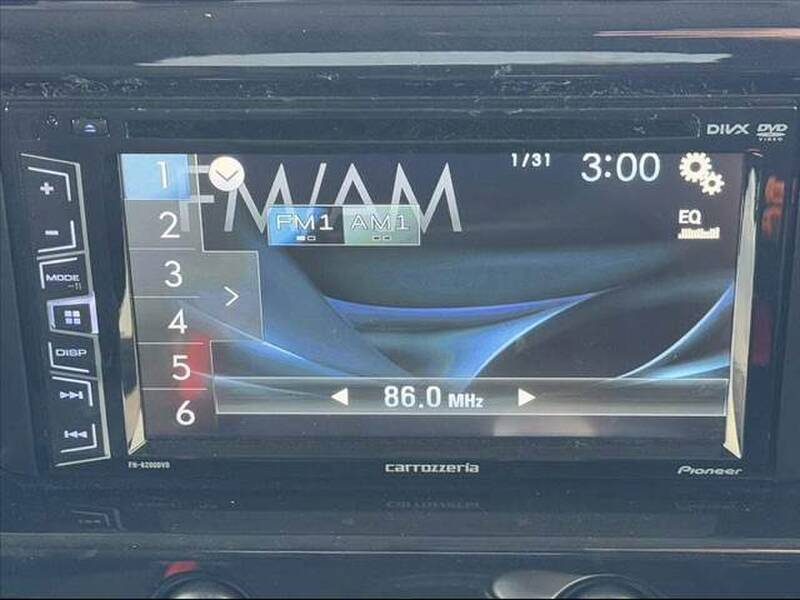 DIVX DVD VIDEO
1/31 3:00
FM/AM
EQ
FM1 AM1
1
2
3
4
5
6
+
-
MODE
DISP
86.0 MHz
carrozzeria
Pioneer